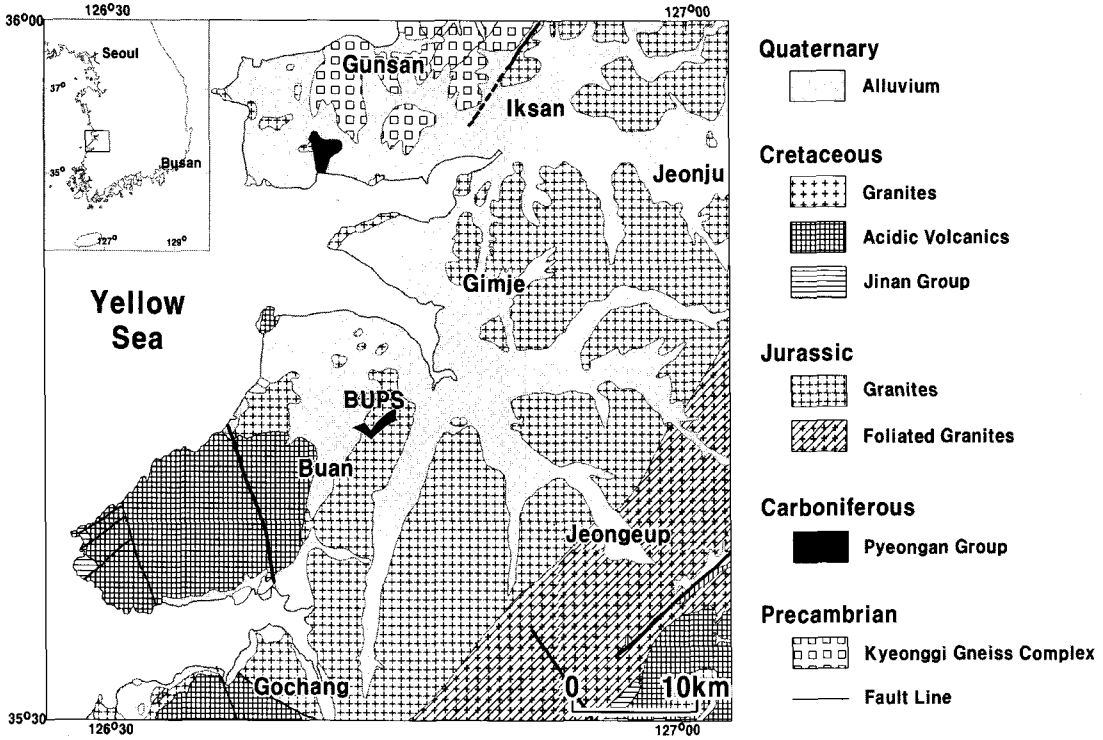 126°30'
127°00'
36°00'
Seoul
37°
35°
Busan
127°
129°
Gunsan
Iksan
Jeonju
Gimje
Yellow
Sea
BUPS
Buan
Jeongeup
Gochang
0 10km
35°30'
126°30'
127°00'
Quaternary
Alluvium
Cretaceous
Granites
Acidic Volcanics
Jinan Group
Jurassic
Granites
Foliated Granites
Carboniferous
Pyeongan Group
Precambrian
Kyeonggi Gneiss Complex
Fault Line